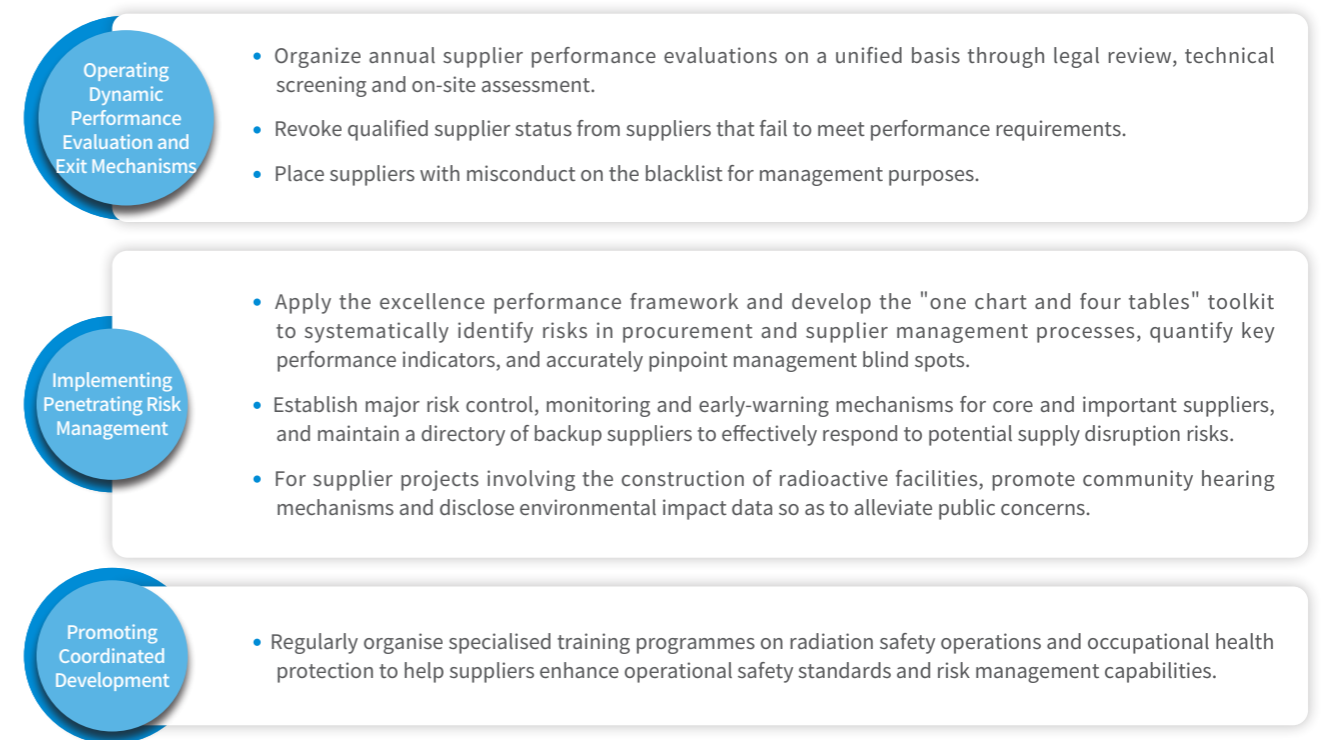 Operating
Dynamic
Performance
Evaluation and
Exit Mechanisms
• Organize annual supplier performance evaluations on a unified basis through legal review, technical
screening and on-site assessment.
• Revoke qualified supplier status from suppliers that fail to meet performance requirements.
• Place suppliers with misconduct on the blacklist for management purposes.
Implementing
Penetrating Risk
Management
• Apply the excellence performance framework and develop the "one chart and four tables" toolkit
to systematically identify risks in procurement and supplier management processes, quantify key
performance indicators, and accurately pinpoint management blind spots.
• Establish major risk control, monitoring and early-warning mechanisms for core and important suppliers,
and maintain a directory of backup suppliers to effectively respond to potential supply disruption risks.
• For supplier projects involving the construction of radioactive facilities, promote community hearing
mechanisms and disclose environmental impact data so as to alleviate public concerns.
Promoting
Coordinated
Development
• Regularly organise specialised training programmes on radiation safety operations and occupational health
protection to help suppliers enhance operational safety standards and risk management capabilities.